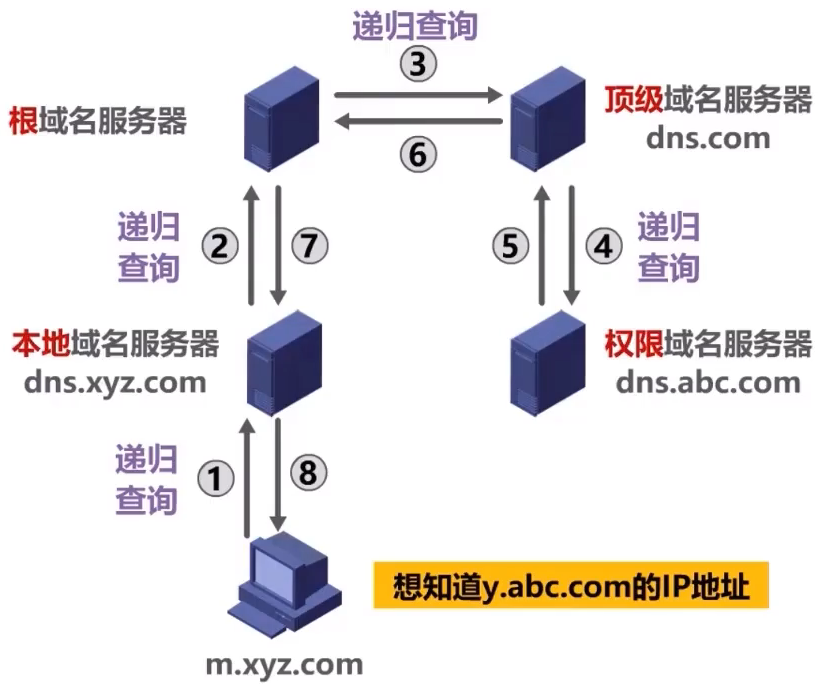 递归查询
③
根域名服务器
顶级域名服务器
dns.com
⑥
递归
查询
②
⑦
⑤
④
递归
查询
本地域名服务器
dns.xyz.com
权限域名服务器
dns.abc.com
递归
查询
①
⑧
想知道y.abc.com的IP地址
m.xyz.com